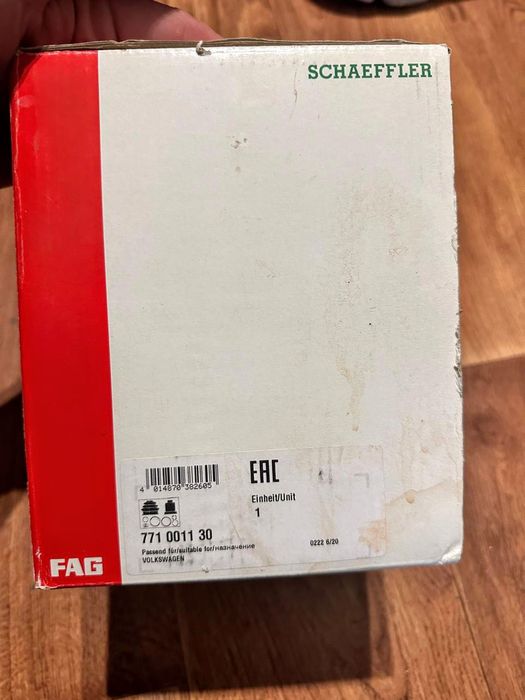 SCHAEFFLER
4 014870 382605
EAC
Einheit/Unit
1
771 0011 30
0222 6/20
Passend für/suitable for/назначение
VOLKSWAGEN
FAG